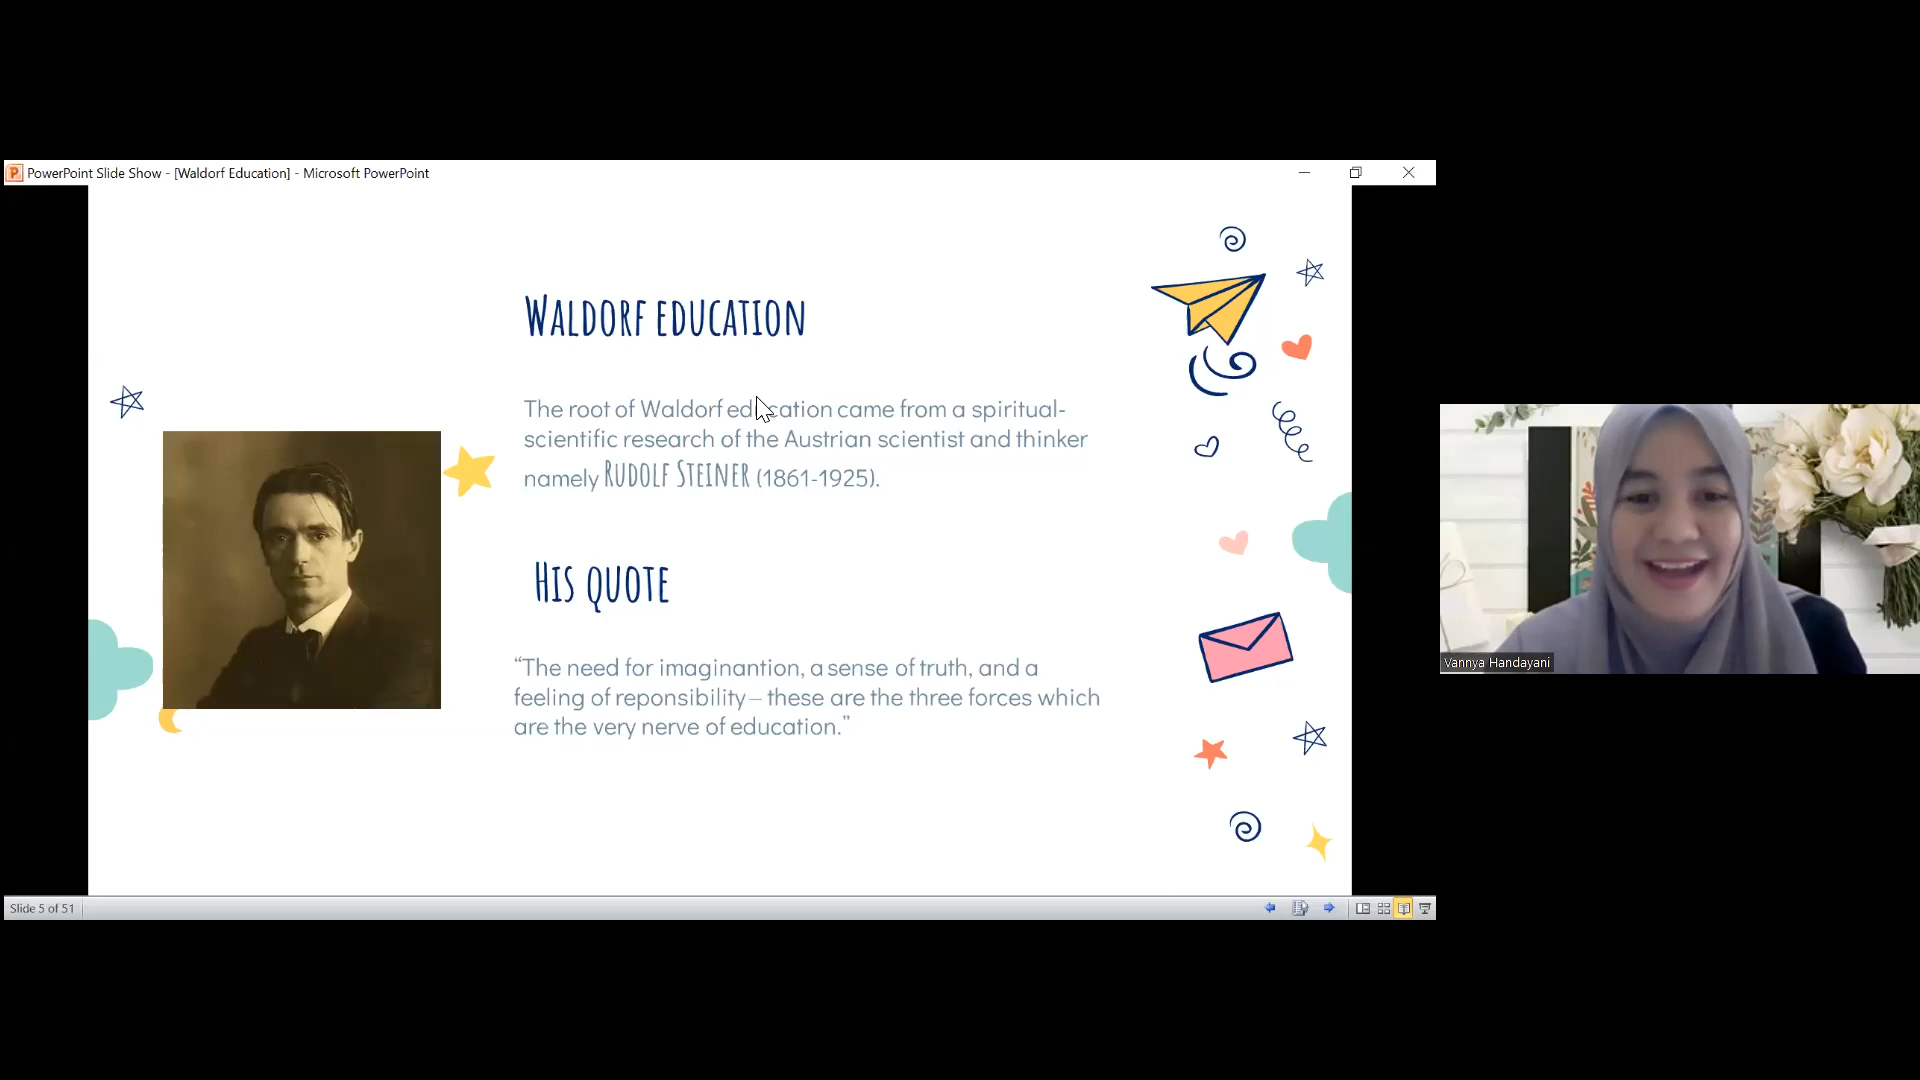 PowerPoint Slide Show - [Waldorf Education] - Microsoft PowerPoint
Waldorf education
The root of Waldorf education came from a spiritual-
scientific research of the Austrian scientist and thinker
namely Rudolf Steiner (1861-1925).
His quote
“The need for imaginantion, a sense of truth, and a
feeling of reponsibility – these are the three forces which
are the very nerve of education.”
Vannya Handayani
Slide 5 of 51